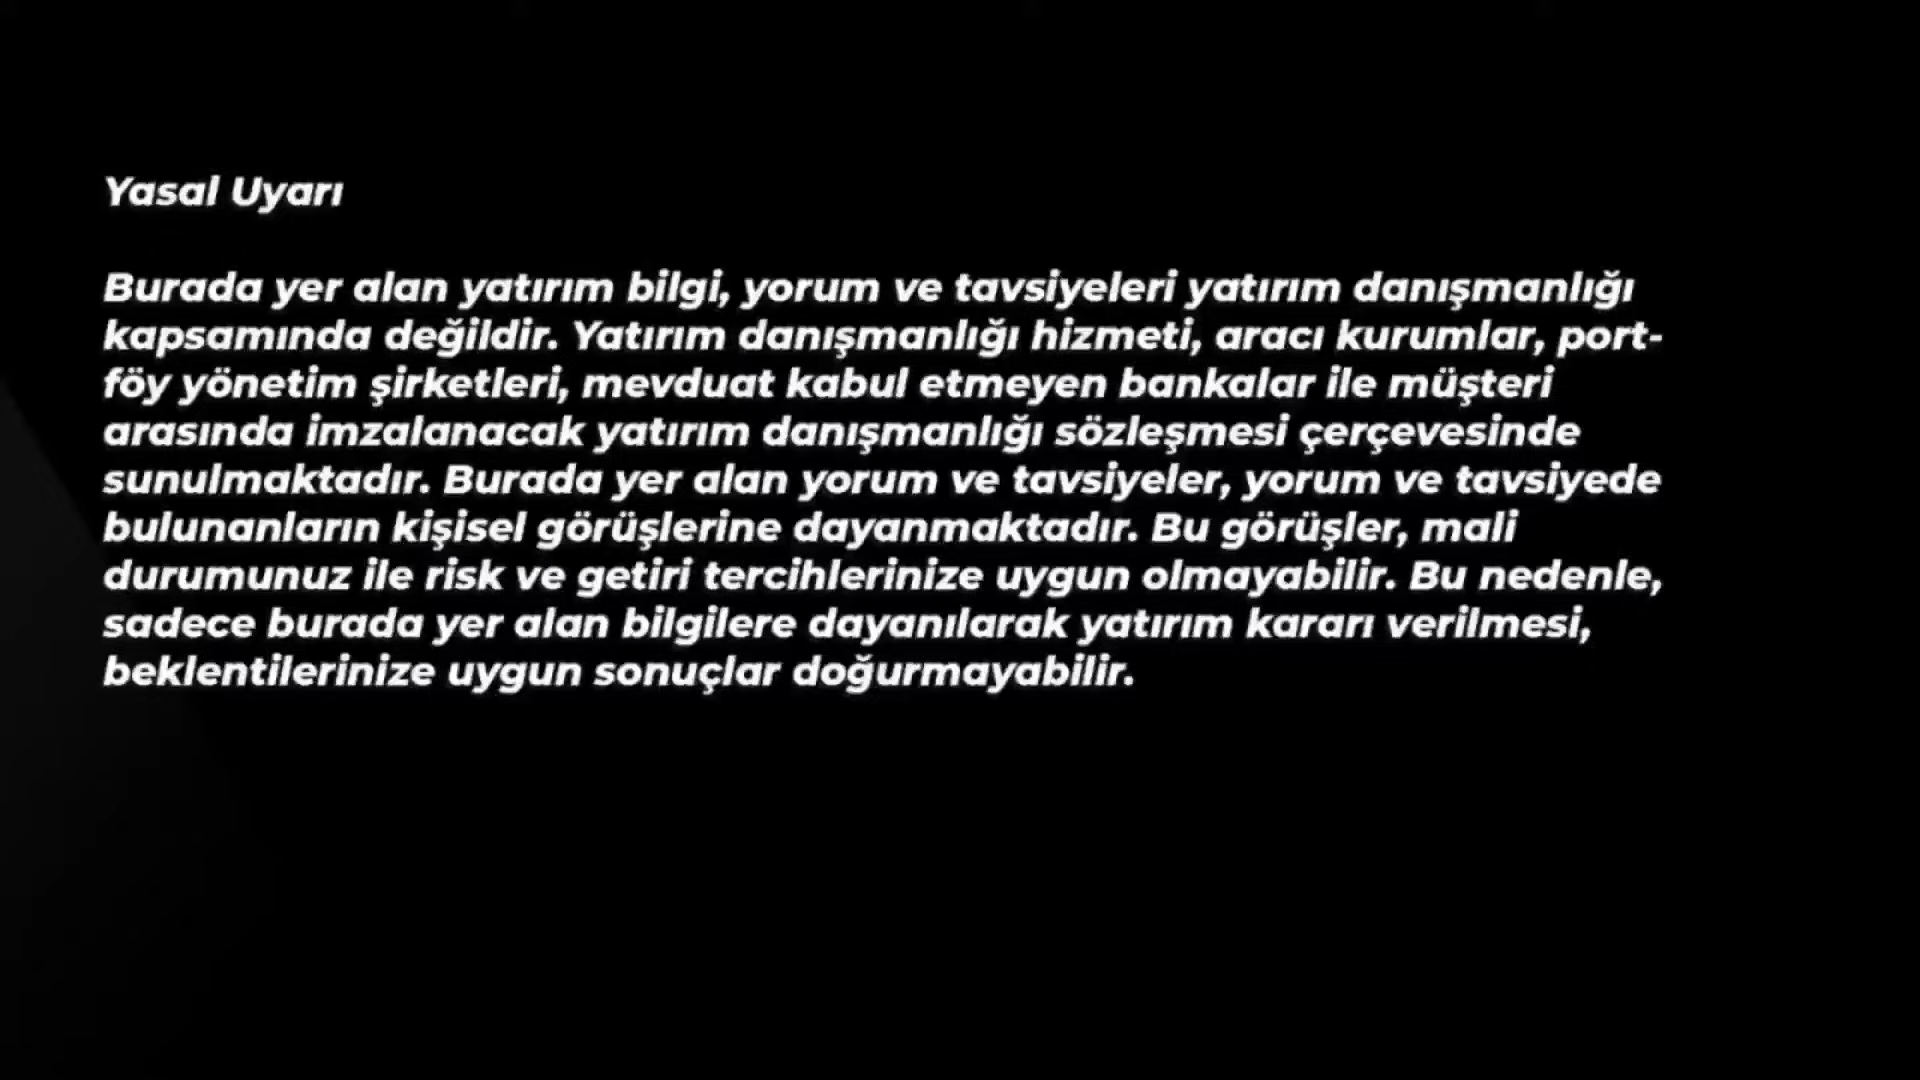 Yasal Uyarı
Burada yer alan yatırım bilgi, yorum ve tavsiyeleri yatırım danışmanlığı
kapsamında değildir. Yatırım danışmanlığı hizmeti, aracı kurumlar, port-
föy yönetim şirketleri, mevduat kabul etmeyen bankalar ile müşteri
arasında imzalanacak yatırım danışmanlığı sözleşmesi çerçevesinde
sunulmaktadır. Burada yer alan yorum ve tavsiyeler, yorum ve tavsiyede
bulunanların kişisel görüşlerine dayanmaktadır. Bu görüşler, mali
durumunuz ile risk ve getiri tercihlerinize uygun olmayabilir. Bu nedenle,
sadece burada yer alan bilgilere dayanılarak yatırım kararı verilmesi,
beklentilerinize uygun sonuçlar doğurmayabilir.